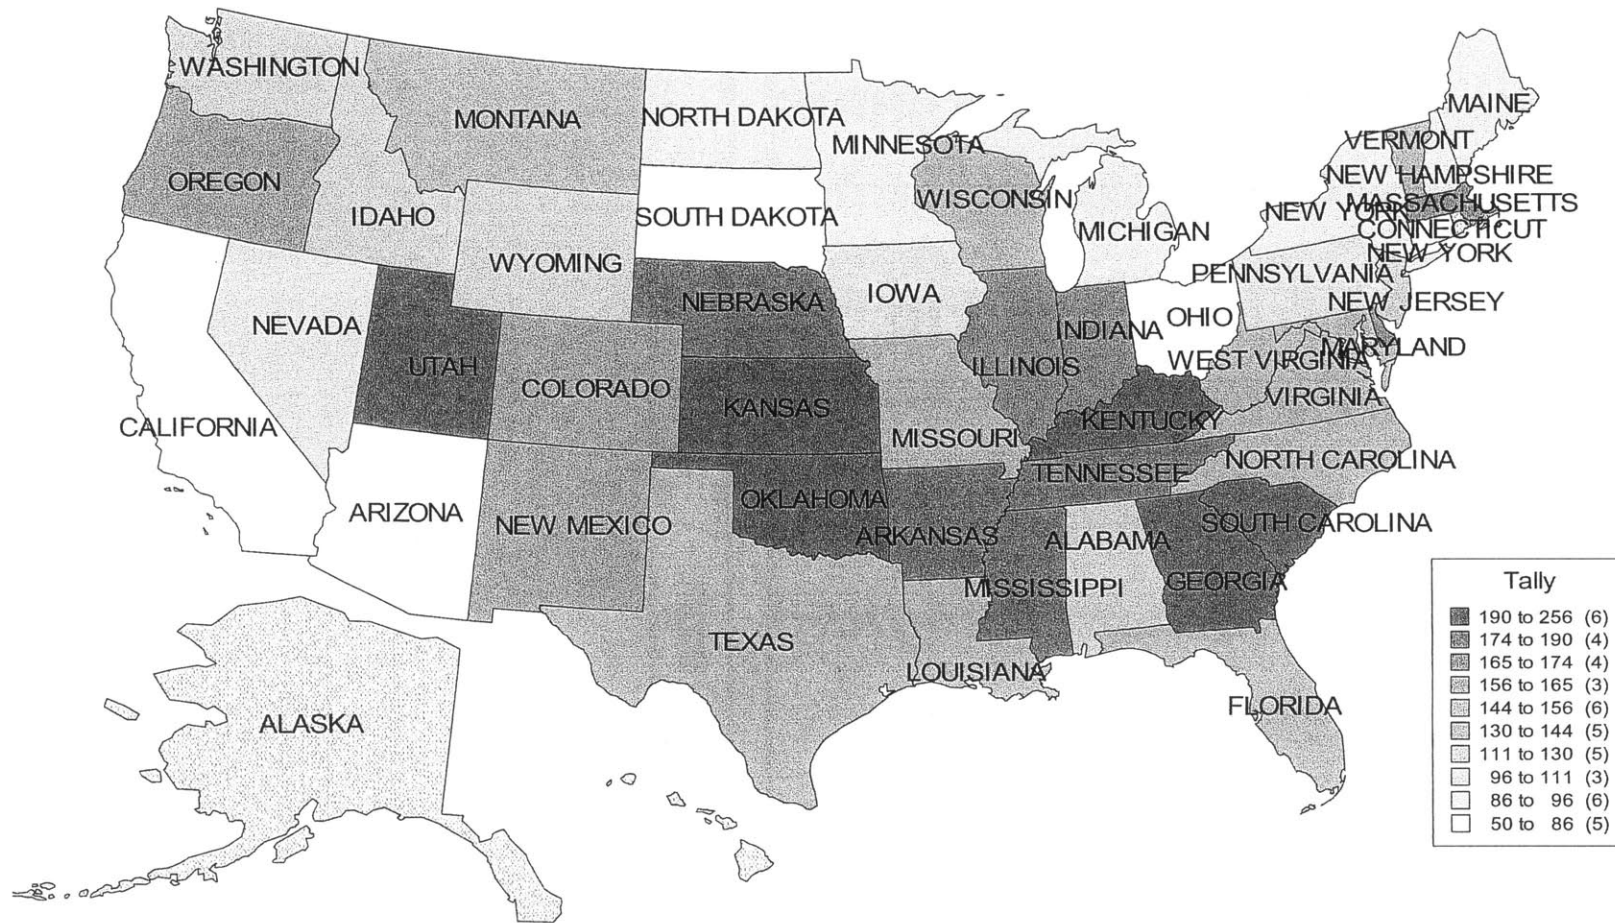 WASHINGTON
MONTANA
NORTH DAKOTA
MINNESOTA
MAINE
VERMONT
OREGON
IDAHO
SOUTH DAKOTA
WISCONSIN
NEW HAMPSHIRE
MASSACHUSETTS
NEW YORK
CONNECTICUT
MICHIGAN
NEW YORK
WYOMING
PENNSYLVANIA
NEBRASKA
IOWA
NEW JERSEY
NEVADA
OHIO
INDIANA
MARYLAND
UTAH
COLORADO
ILLINOIS
WEST VIRGINIA
VIRGINIA
KANSAS
CALIFORNIA
MISSOURI
KENTUCKY
NORTH CAROLINA
TENNESSEE
OKLAHOMA
ARIZONA
NEW MEXICO
ARKANSAS
ALABAMA
SOUTH CAROLINA
MISSISSIPPI
GEORGIA
TEXAS
LOUISIANA
FLORIDA
ALASKA
Tally
190 to 256 (6)
174 to 190 (4)
165 to 174 (4)
156 to 165 (3)
144 to 156 (6)
130 to 144 (5)
111 to 130 (5)
96 to 111 (3)
86 to 96 (6)
50 to 86 (5)